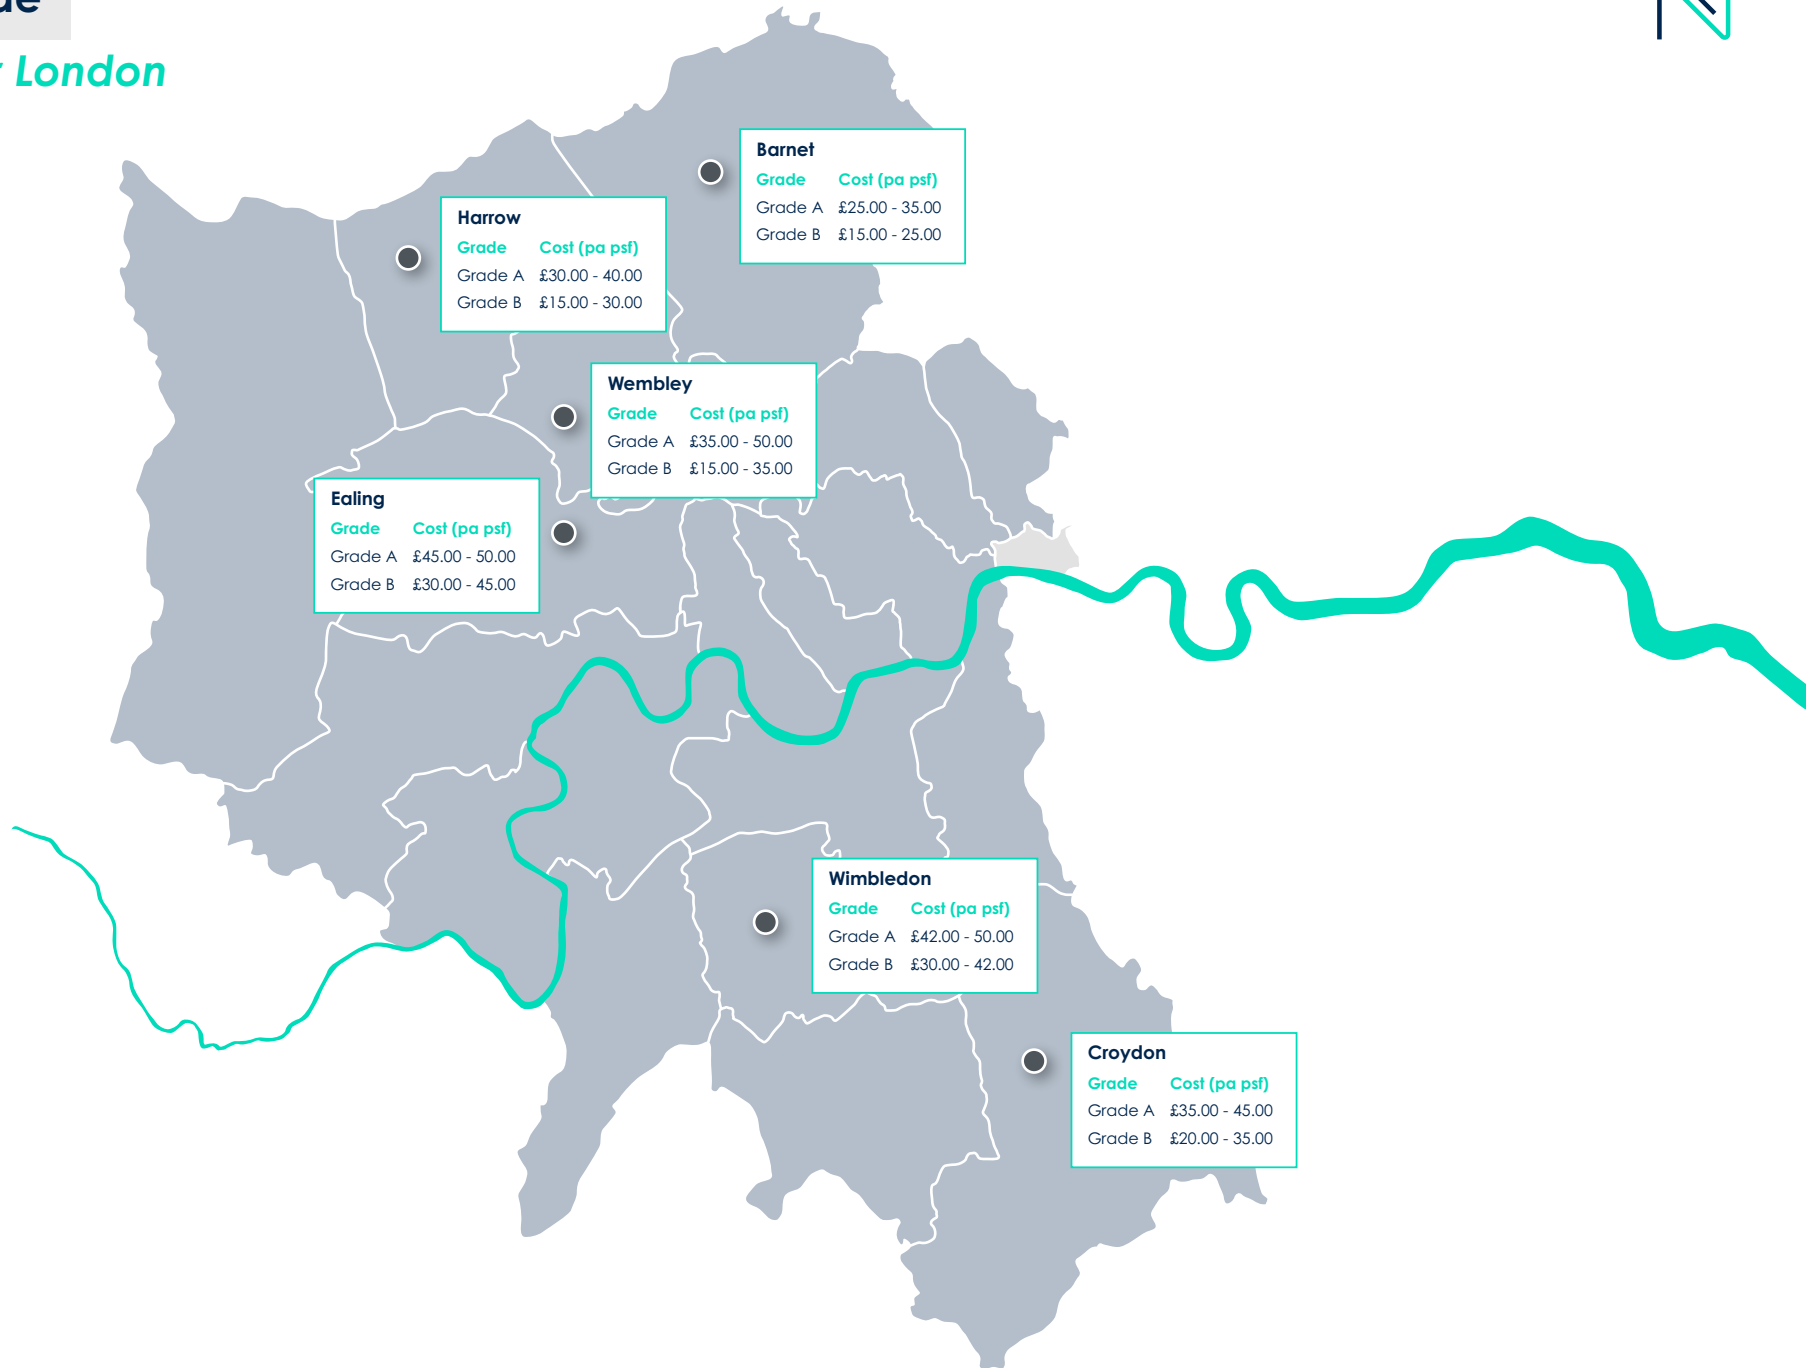 London
Barnet
Grade Cost (pa psf)
Grade A £25.00 - 35.00
Grade B £15.00 - 25.00
Harrow
Grade Cost (pa psf)
Grade A £30.00 - 40.00
Grade B £15.00 - 30.00
Wembley
Grade Cost (pa psf)
Grade A £35.00 - 50.00
Grade B £15.00 - 35.00
Ealing
Grade Cost (pa psf)
Grade A £45.00 - 50.00
Grade B £30.00 - 45.00
Wimbledon
Grade Cost (pa psf)
Grade A £42.00 - 50.00
Grade B £30.00 - 42.00
Croydon
Grade Cost (pa psf)
Grade A £35.00 - 45.00
Grade B £20.00 - 35.00